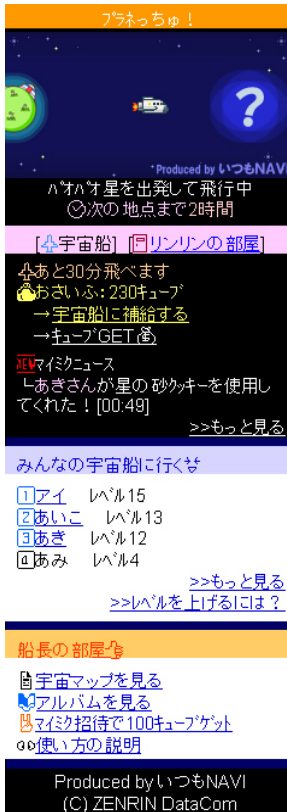 ﾌﾟﾗﾈっちゅ！
?
Produced by いつもNAVI
ﾊﾟｵﾊﾟｵ星を出発して飛行中
次の地点まで2時間
[宇宙船] [リンリンの部屋]
あと30分飛べます
おさいふ:230ｷｭｰﾌﾞ
→宇宙船に補給する
→ｷｭｰﾌﾞGET
NEWﾏｲﾐｸﾆｭｰｽ
└あきさんが星の砂ｸｯｷｰを使用し
てくれた！[00:49]
>>もっと見る
みんなの宇宙船に行く
1アイ ﾚﾍﾞﾙ15
2あいこ ﾚﾍﾞﾙ13
3あき ﾚﾍﾞﾙ12
あみ ﾚﾍﾞﾙ4
>>もっと見る
>>ﾚﾍﾞﾙを上げるには？
船長の部屋
宇宙マップを見る
アルバムを見る
ﾏｲﾐｸ招待で100ｷｭｰﾌﾞｹﾞｯﾄ
使い方の説明
Produced by いつもNAVI
(C) ZENRIN DataCom